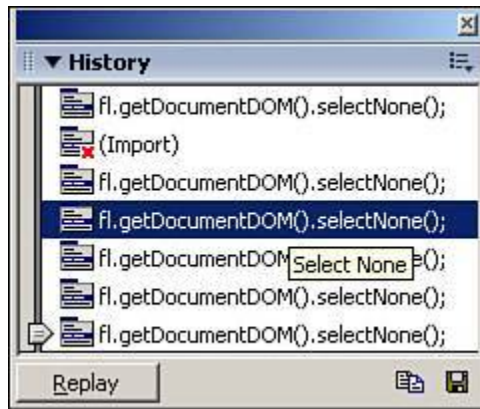 History
fl.getDocumentDOM().selectNone();
(Import)
fl.getDocumentDOM().selectNone();
fl.getDocumentDOM().selectNone();
fl.getDocumentDOM e();
Select None
fl.getDocumentDOM().selectNone();
fl.getDocumentDOM().selectNone();
Replay